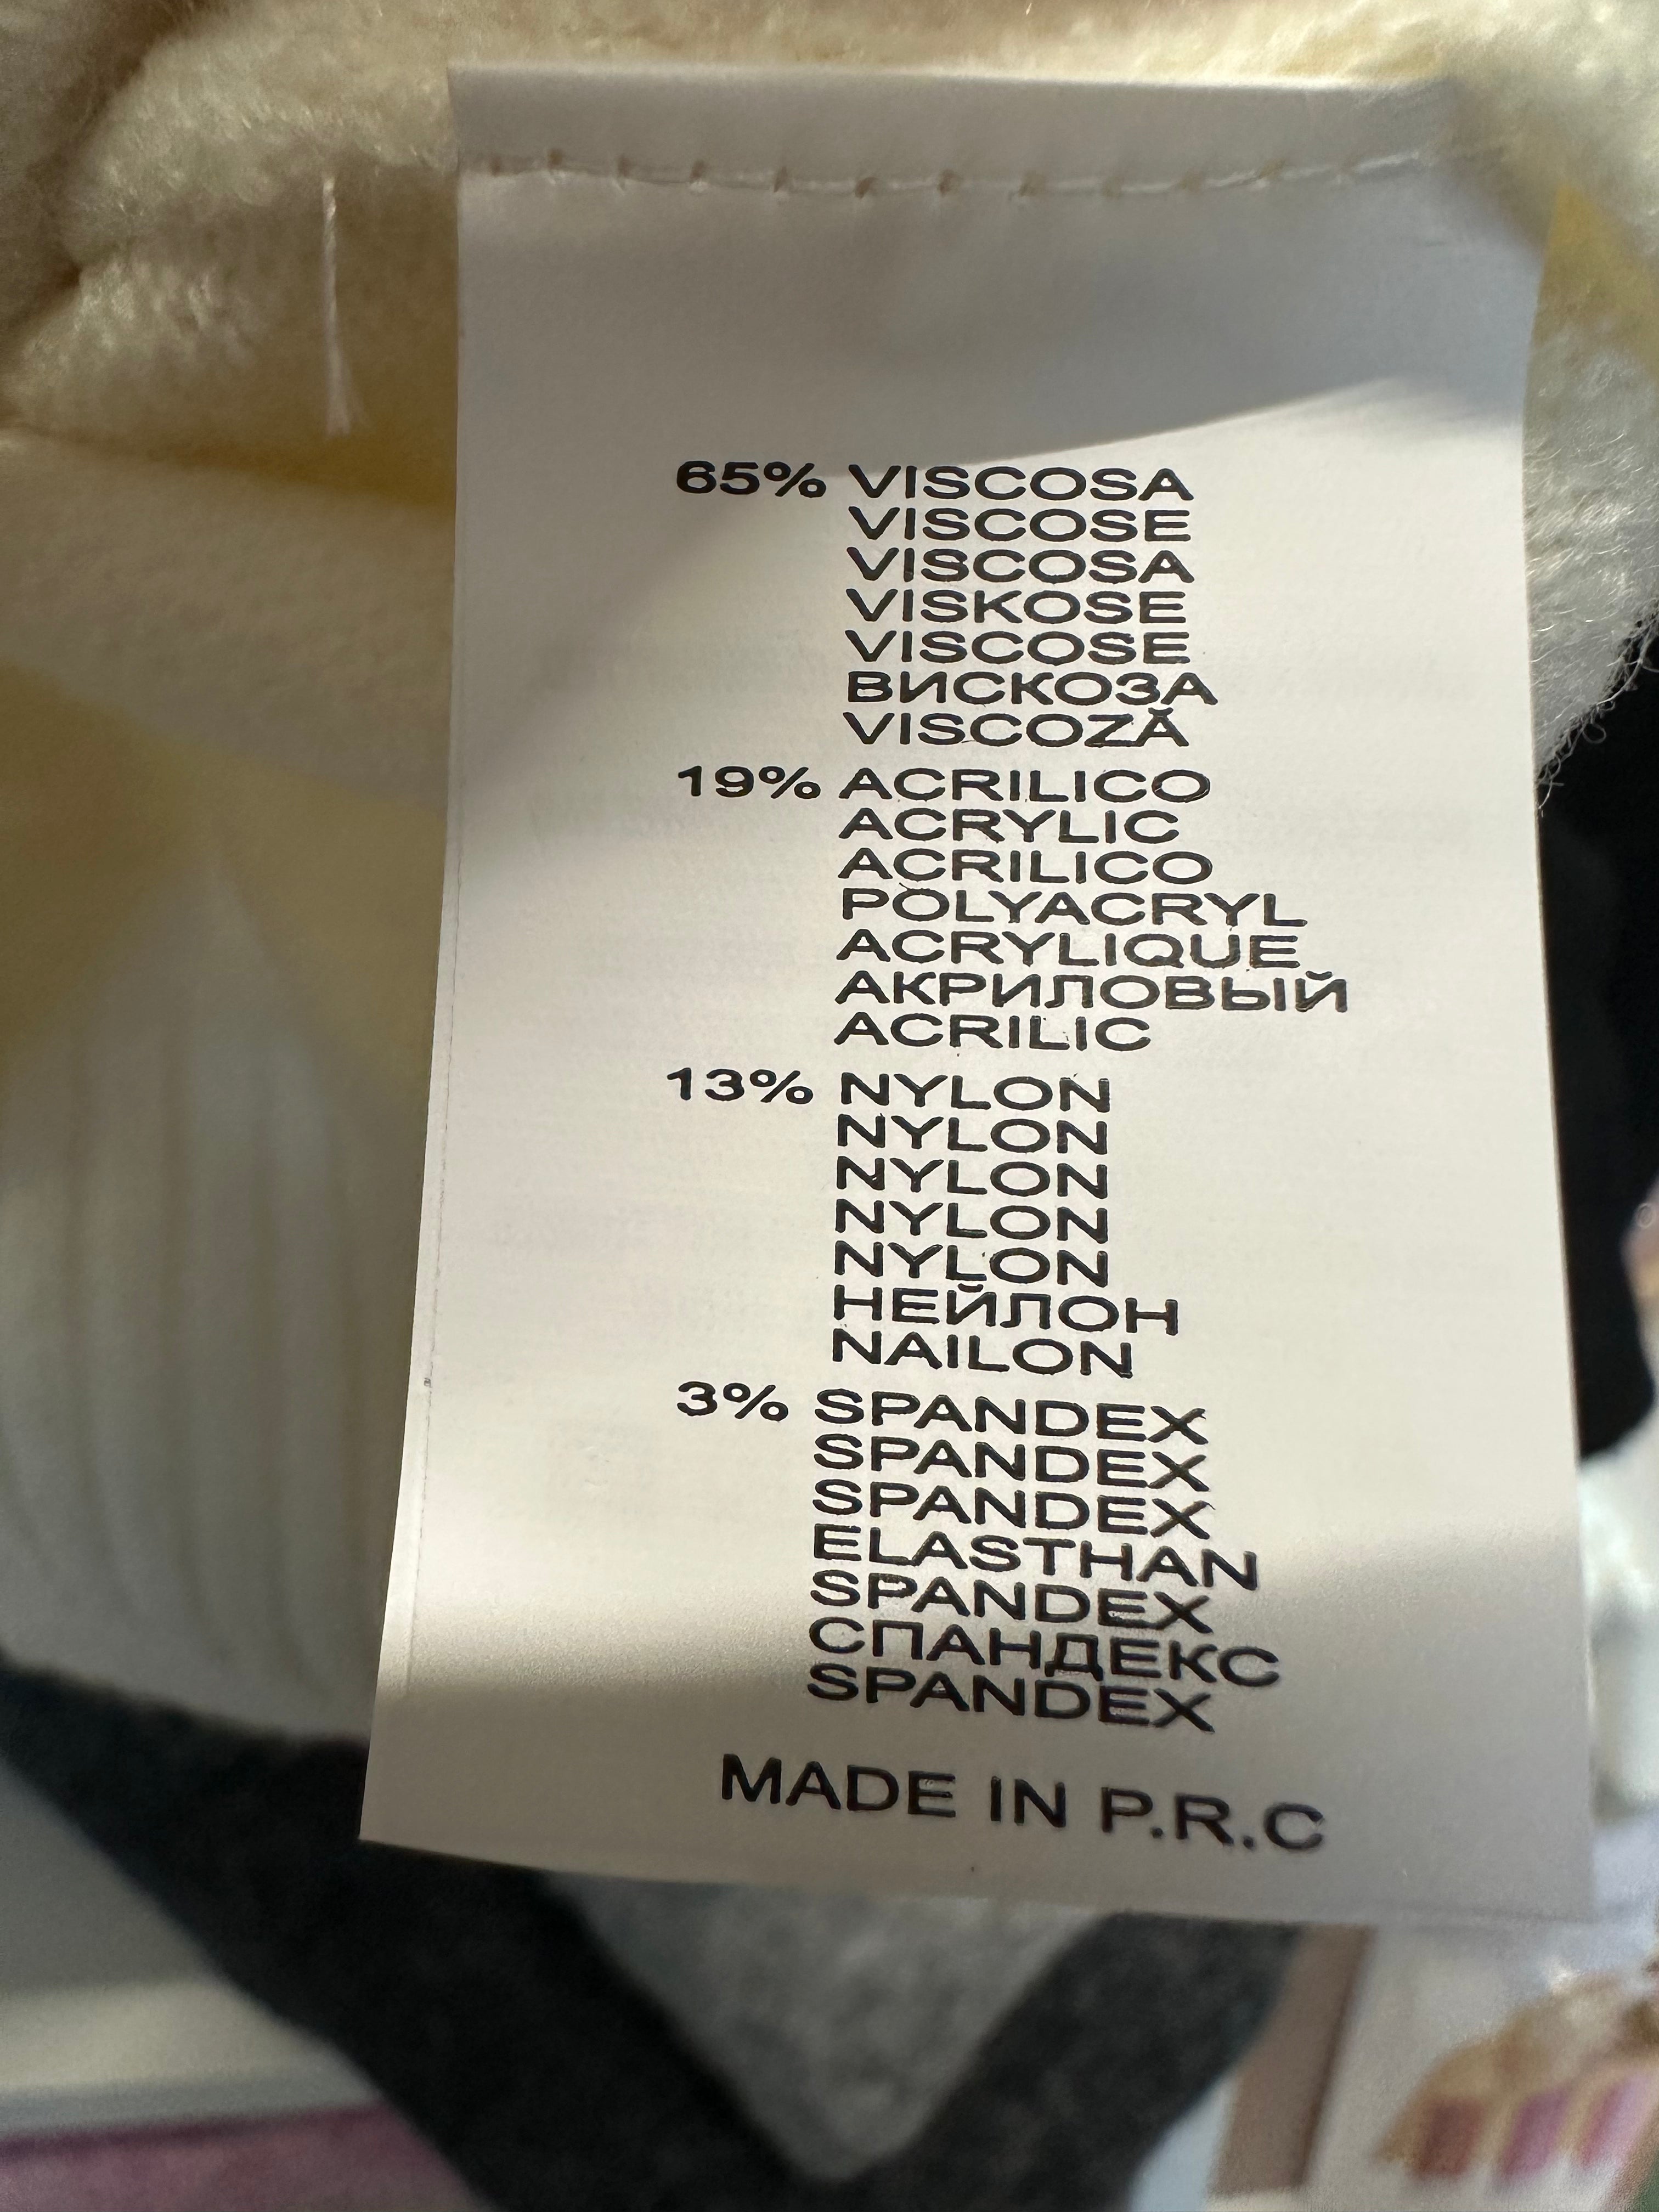 65% VISCOSA
VISCOSE
VISCOSA
VISKOSE
VISCOSE
ВИСКОЗА
VISCOZĂ
19% ACRILICO
ACRYLIC
ACRILICO
POLYACRYL
ACRYLIQUE
АКРИЛОВЫЙ
ACRILIC
13% NYLON
NYLON
NYLON
NYLON
NYLON
НЕЙЛОН
NAILON
3% SPANDEX
SPANDEX
SPANDEX
ELASTHAN
SPANDEX
СПАНДЕКС
SPANDEX
MADE IN P.R.C